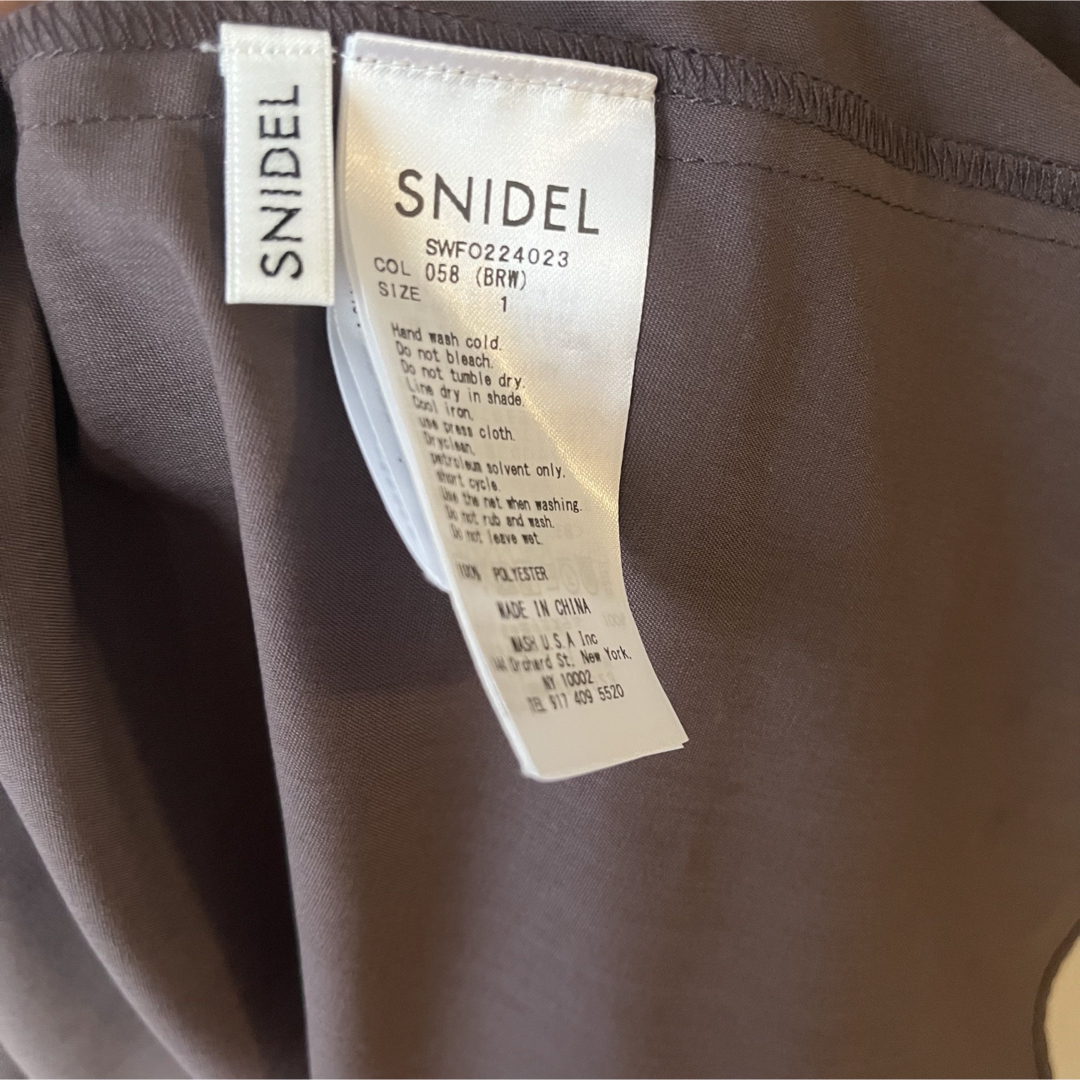 SNIDEL
SNIDEL
SWFO224023
COL 058 (BRW)
SIZE 1
Hand wash cold.
Do not bleach.
Do not tumble dry.
Line dry in shade.
Cool iron.
use press cloth.
Dryclean.
petroleum solvent only.
short cycle.
Use the net when washing.
Do not rub and wash.
Do not leave wet.
100% POLYESTER
MADE IN CHINA
MASH U.S.A Inc
Orchard St, New York,
NY 10002
TEL 917 409 5520